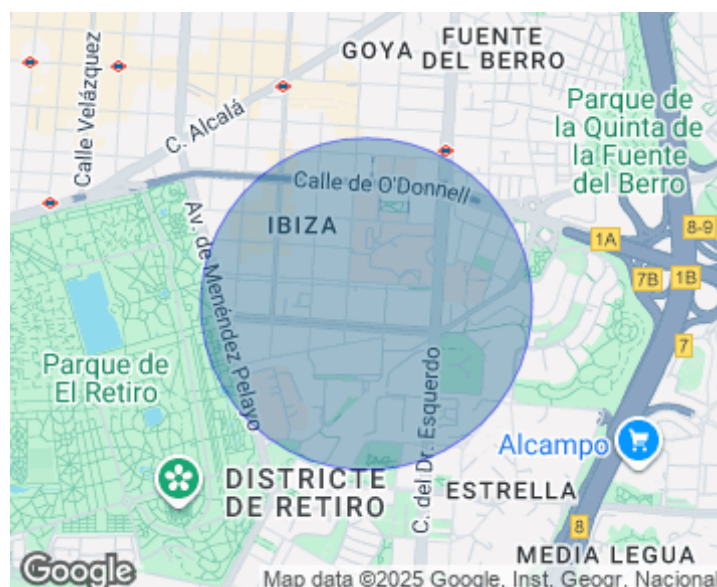 GOYA
FUENTE
DEL BERRO
Calle Velázquez
C. Alcalá
Parque de
la Quinta de
la Fuente
del Berro
Calle de O'Donnell
IBIZA
Av. de Menéndez Pelayo
8-9
1A
7B
1B
7
Parque de
El Retiro
C. del Dr. Esquerdo
Alcampo
DISTRICTE
DE RETIRO
ESTRELLA
8
MEDIA LEGUA
Google
Map data ©2025 Google, Inst. Geogr. Nacional